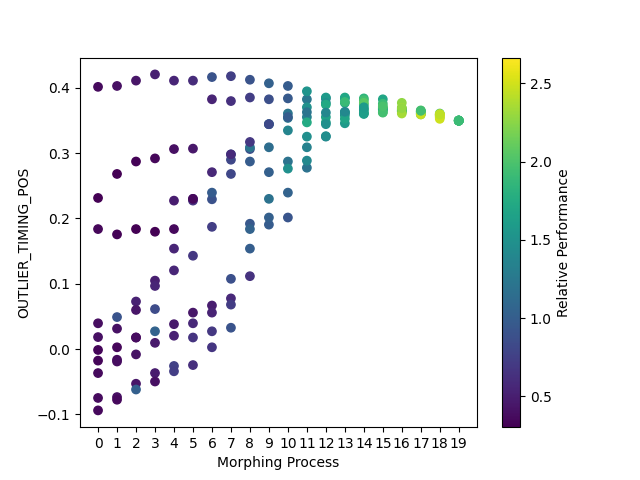 0.4
0.3
0.2
0.1
0.0
−0.1
OUTLIER_TIMING_POS
0 1 2 3 4 5 6 7 8 9 10 11 12 13 14 15 16 17 18 19
Morphing Process
2.5
2.0
1.5
1.0
0.5
Relative Performance